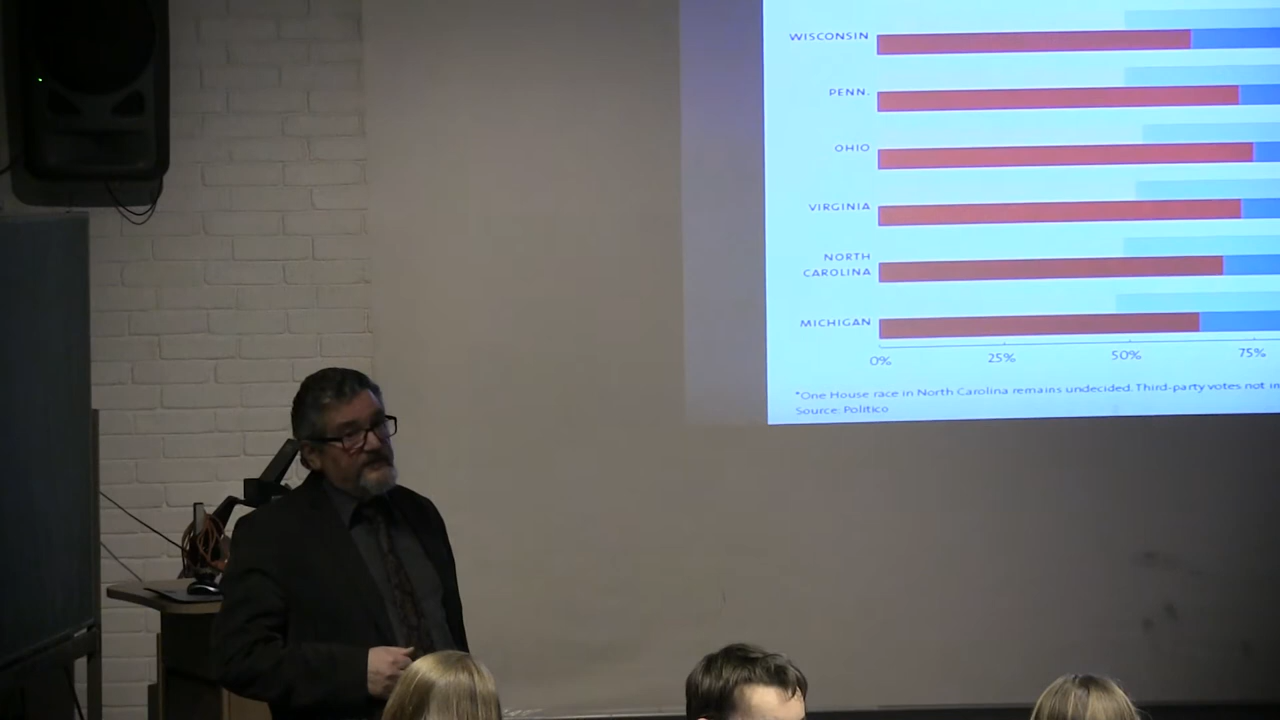 WISCONSIN
PENN.
OHIO
VIRGINIA
NORTH
CAROLINA
MICHIGAN
0% 25% 50% 75%
*One House race in North Carolina remains undecided. Third-party votes not in
Source: Politico